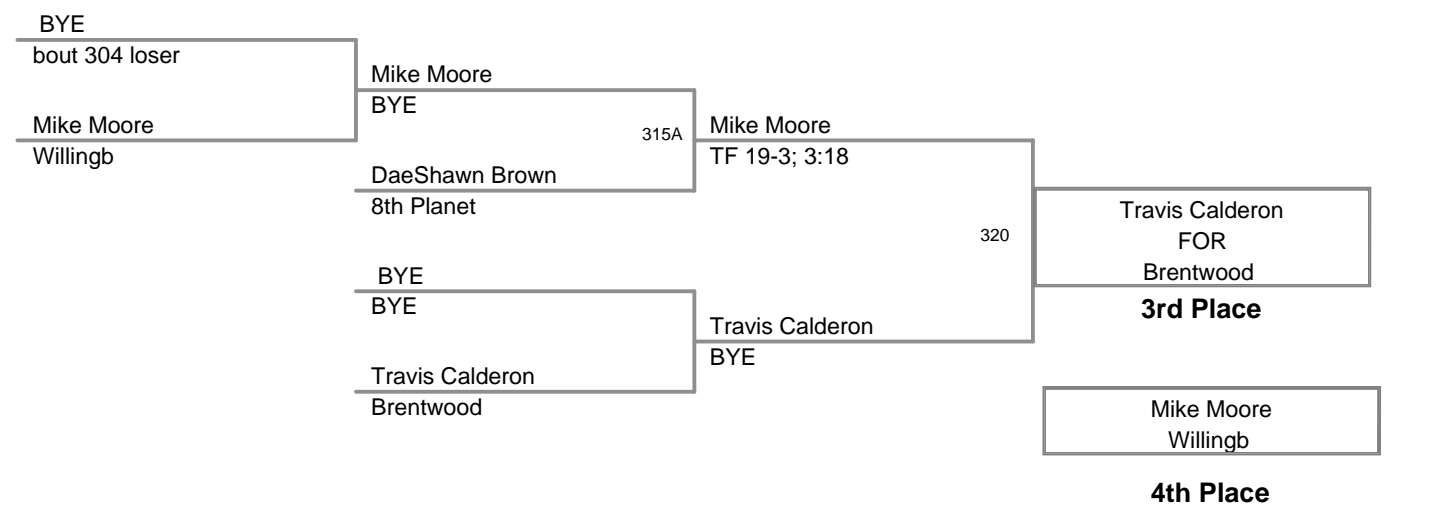 BYE
bout 304 loser
Mike Moore
BYE
Mike Moore
Willingb
315A
Mike Moore
TF 19-3; 3:18
DaeShawn Brown
8th Planet
320
Travis Calderon
FOR
Brentwood
3rd Place
BYE
BYE
Travis Calderon
BYE
Travis Calderon
Brentwood
Mike Moore
Willingb
4th Place